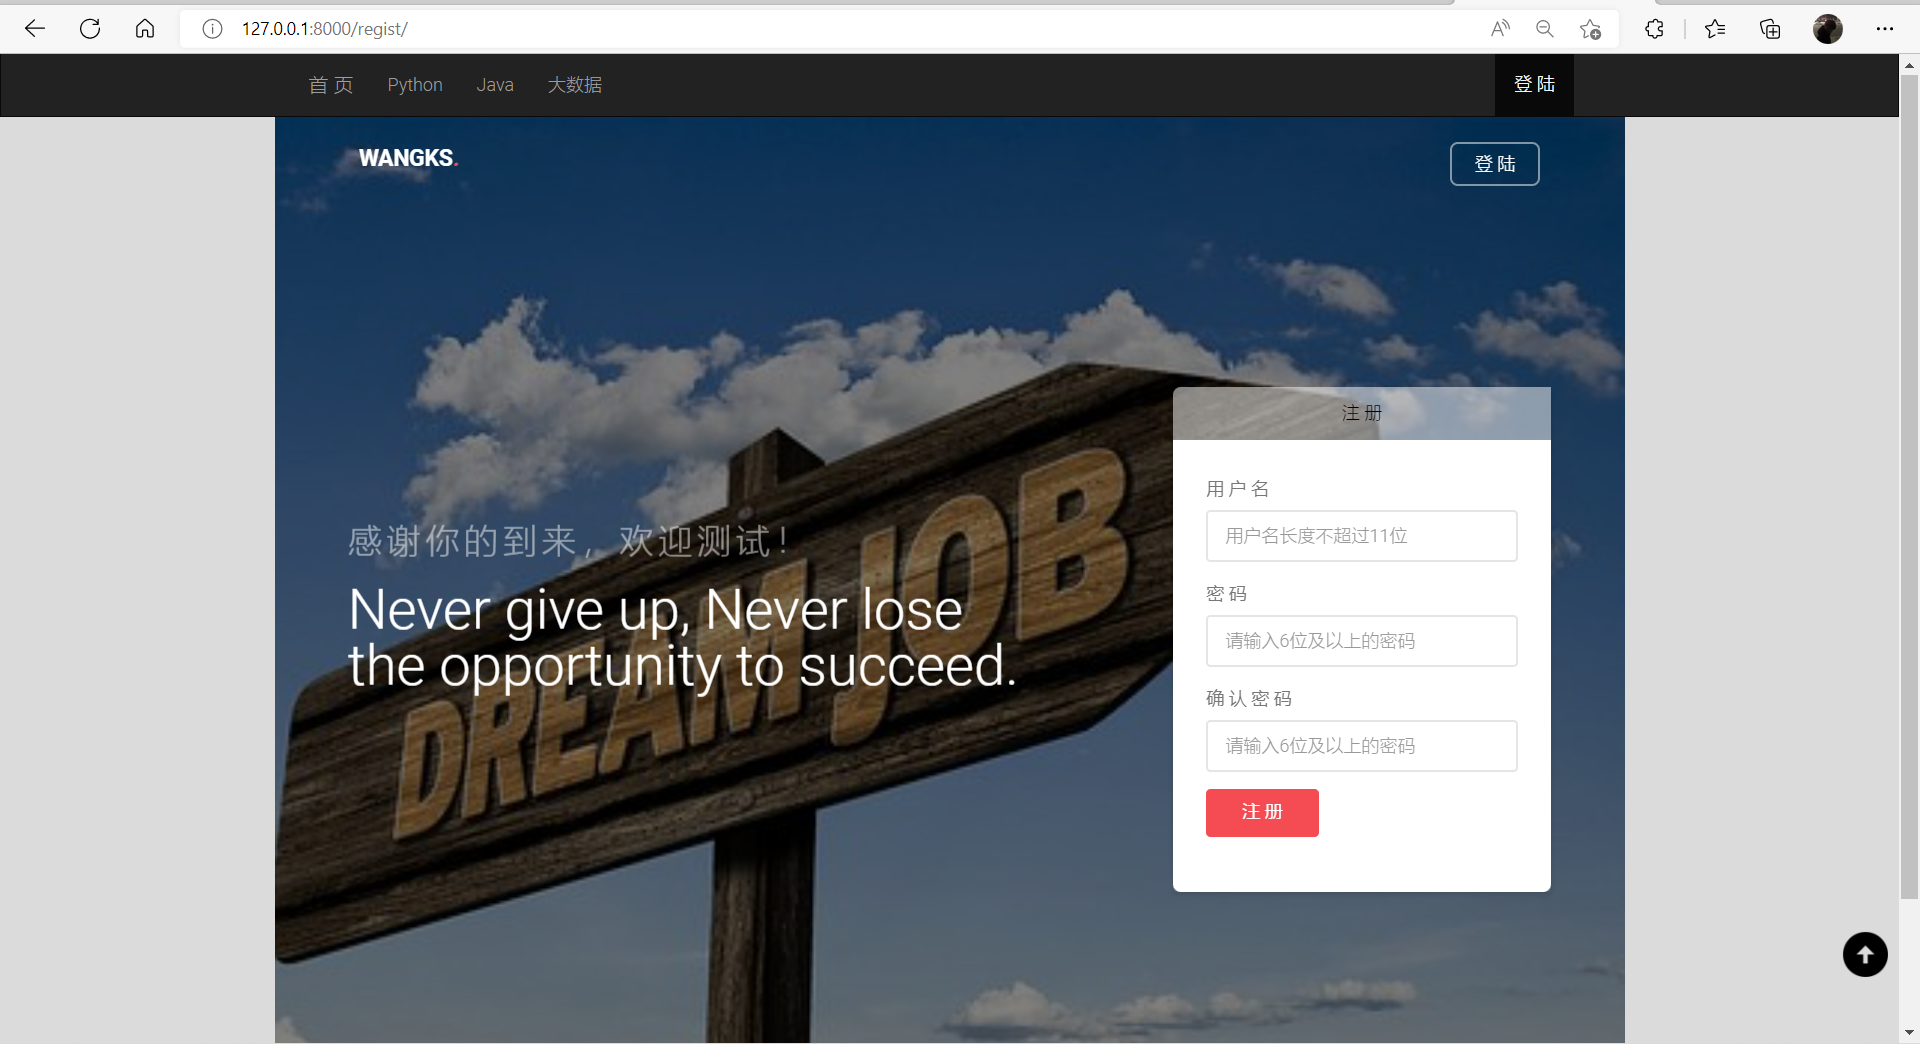 127.0.0.1:8000/regist/
首页 Python Java 大数据 登陆
WANGKS.
登陆
注册
用户名
用户名长度不超过11位
密码
请输入6位及以上的密码
确认密码
请输入6位及以上的密码
注册
感谢你的到来，欢迎测试！
Never give up, Never lose
the opportunity to succeed.
DREAM JOB